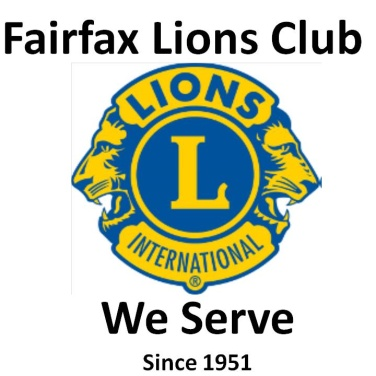 Fairfax Lions Club
LIONS
L
INTERNATIONAL
®
We Serve
Since 1951